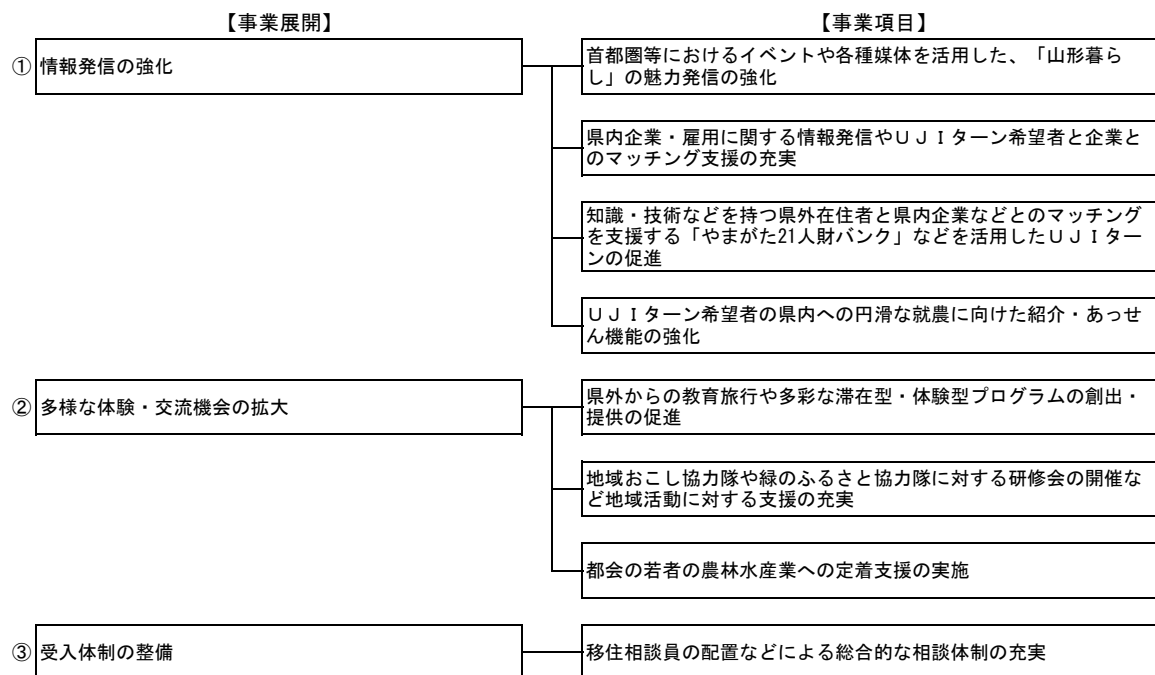 【事業展開】
【事業項目】
① 情報発信の強化
首都圏等におけるイベントや各種媒体を活用した、「山形暮ら
し」の魅力発信の強化
県内企業・雇用に関する情報発信やＵＪＩターン希望者と企業と
のマッチング支援の充実
知識・技術などを持つ県外在住者と県内企業などとのマッチング
を支援する「やまがた21人財バンク」などを活用したＵＪＩター
ンの促進
ＵＪＩターン希望者の県内への円滑な就農に向けた紹介・あっせ
ん機能の強化
② 多様な体験・交流機会の拡大
県外からの教育旅行や多彩な滞在型・体験型プログラムの創出・
提供の促進
地域おこし協力隊や緑のふるさと協力隊に対する研修会の開催な
ど地域活動に対する支援の充実
都会の若者の農林水産業への定着支援の実施
③ 受入体制の整備
移住相談員の配置などによる総合的な相談体制の充実